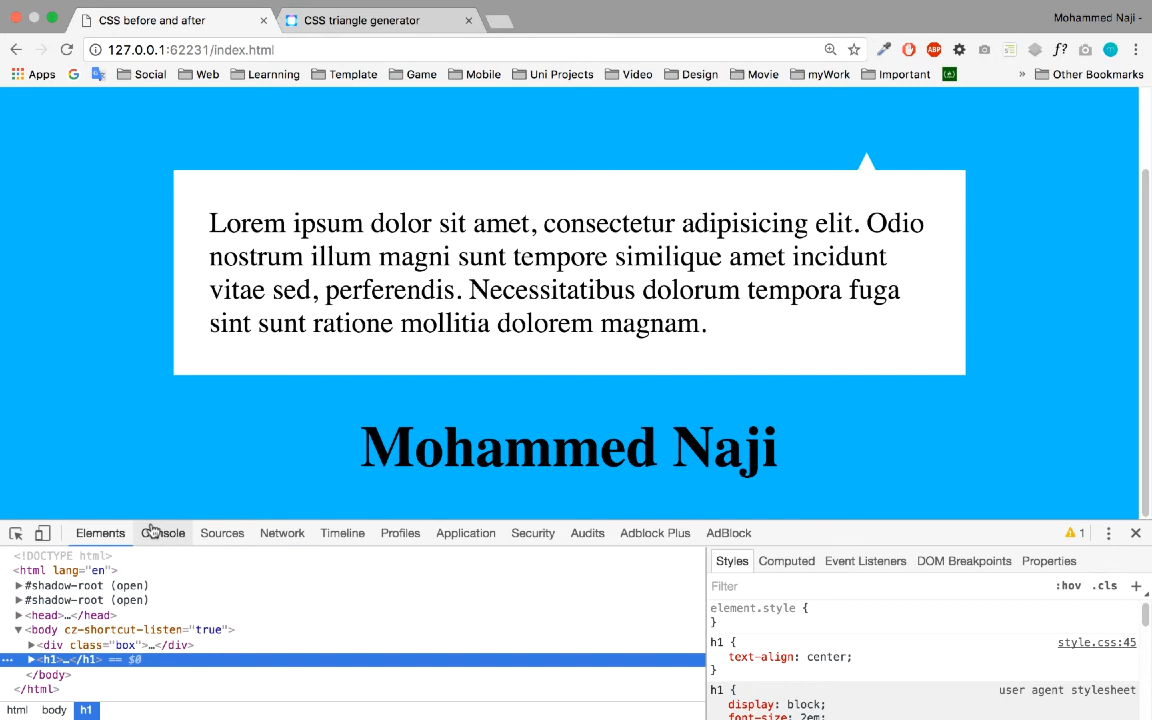 CSS before and after
CSS triangle generator
Mohammed Naji -
127.0.0.1:62231/index.html
ABP
f?
Apps
Social
Web
Learnning
Template
Game
Mobile
Uni Projects
Video
Design
Movie
myWork
Important
»
Other Bookmarks
Lorem ipsum dolor sit amet, consectetur adipisicing elit. Odio
nostrum illum magni sunt tempore similique amet incidunt
vitae sed, perferendis. Necessitatibus dolorum tempora fuga
sint sunt ratione mollitia dolorem magnam.
Mohammed Naji
Elements
Console
Sources
Network
Timeline
Profiles
Application
Security
Audits
Adblock Plus
AdBlock
1
<!DOCTYPE html>
<html lang="en">
▶#shadow-root (open)
▶#shadow-root (open)
▶<head>…</head>
▼<body cz-shortcut-listen="true">
▶<div class="box">…</div>
… ▶<h1>…</h1> == $0
</body>
</html>
html body h1
Styles
Computed
Event Listeners
DOM Breakpoints
Properties
Filter
:hov .cls +
element.style {
}
h1 { style.css:45
text-align: center;
}
h1 { user agent stylesheet
display: block;
font-size: 2em;